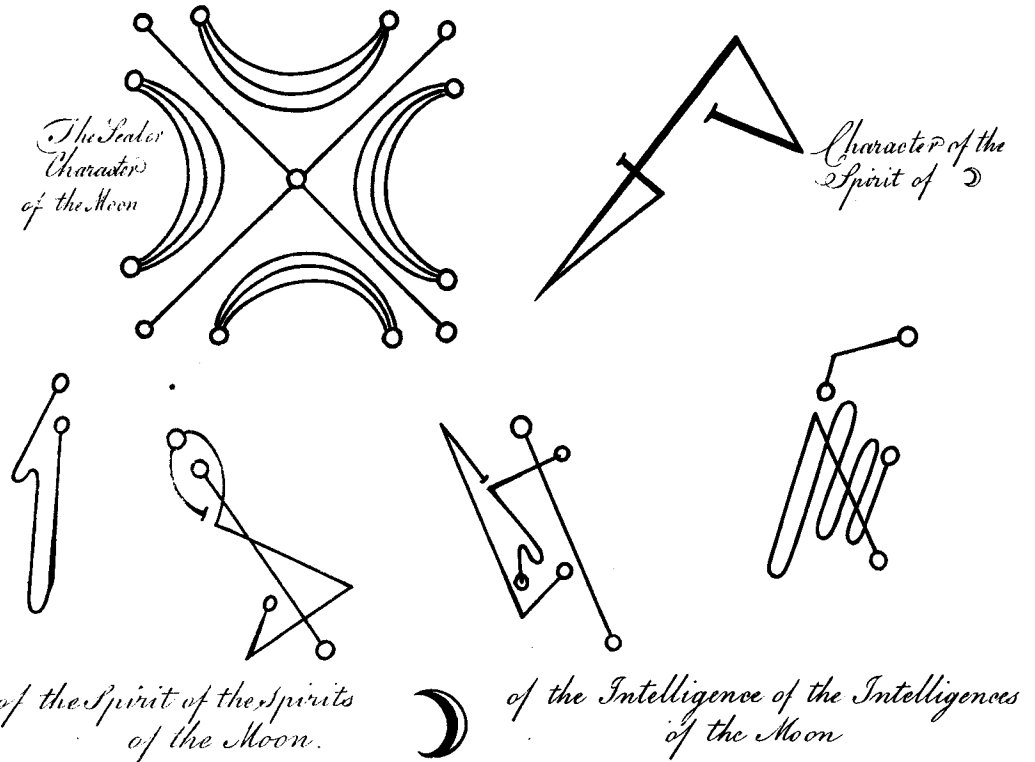 The Seal or
Character
of the Moon
Character of the
Spirit of ☽
of the Spirit of the Spirits
of the Moon.
of the Intelligence of the Intelligences
of the Moon